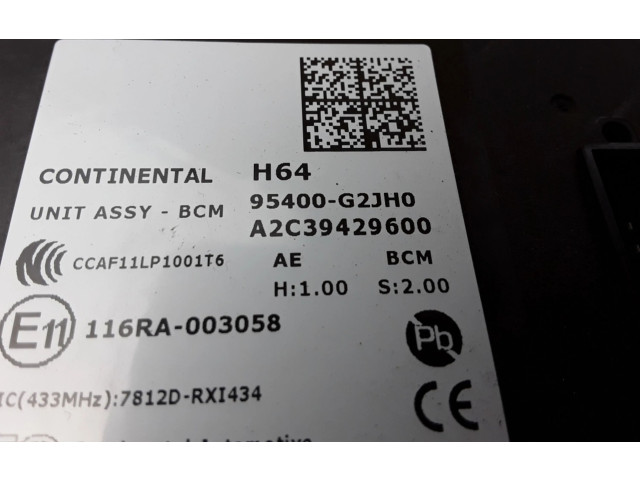 CONTINENTAL H64
UNIT ASSY - BCM 95400-G2JH0
A2C39429600
CCAF11LP1001T6 AE BCM
H:1.00 S:2.00
E11 116RA-003058 Pb
IC(433MHz):7812D-RXI434 CE
Automotive